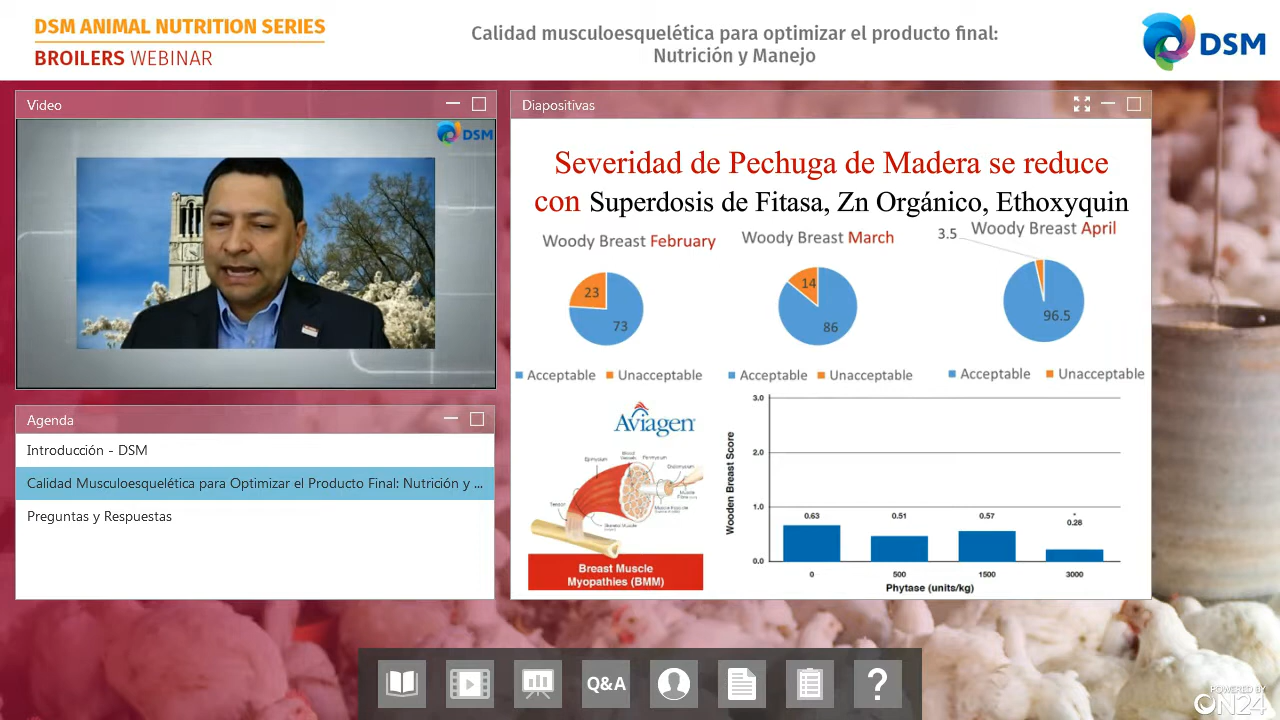 DSM ANIMAL NUTRITION SERIES
BROILERS WEBINAR
Calidad musculoesquelética para optimizar el producto final:
Nutrición y Manejo
DSM
Video
DSM
Agenda
Introducción - DSM
Calidad Musculoesquelética para Optimizar el Producto Final: Nutrición y ...
Preguntas y Respuestas
Diapositivas
Severidad de Pechuga de Madera se reduce
con Superdosis de Fitasa, Zn Orgánico, Ethoxyquin
Woody Breast February
23
73
Acceptable Unacceptable
Woody Breast March
14
86
Acceptable Unacceptable
Woody Breast April
3.5
96.5
Acceptable Unacceptable
Aviagen
Epimysium
Blood
Perimysium
Endomysium
Tendon
Breast Muscle
Myopathies (BMM)
Wooden Breast Score
3.0
2.0
1.0
0.0
0.63
0.51
0.57
*
0.26
0
500
1500
3000
Phytase (units/kg)
Q&A
?
POWERED BY
ON24